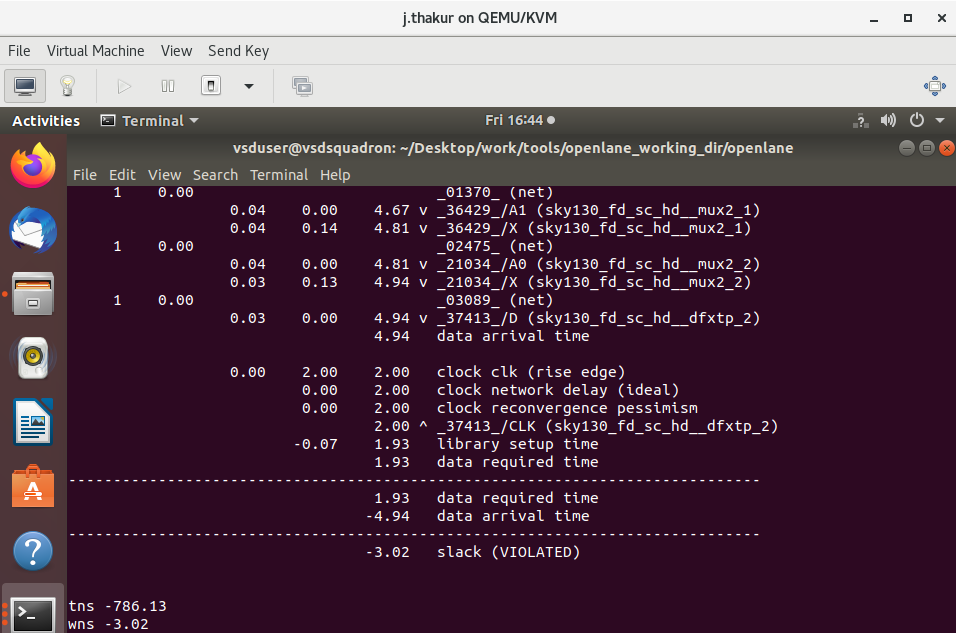 j.thakur on QEMU/KVM
File Virtual Machine View Send Key
Activities Terminal Fri 16:44
vsduser@vsdsquadron: ~/Desktop/work/tools/openlane_working_dir/openlane
File Edit View Search Terminal Help
1 0.00 _01370_ (net)
0.04 0.00 4.67 v _36429_/A1 (sky130_fd_sc_hd__mux2_1)
0.04 0.14 4.81 v _36429_/X (sky130_fd_sc_hd__mux2_1)
1 0.00 _02475_ (net)
0.04 0.00 4.81 v _21034_/A0 (sky130_fd_sc_hd__mux2_2)
0.03 0.13 4.94 v _21034_/X (sky130_fd_sc_hd__mux2_2)
1 0.00 _03089_ (net)
0.03 0.00 4.94 v _37413_/D (sky130_fd_sc_hd__dfxtp_2)
4.94 data arrival time
0.00 2.00 2.00 clock clk (rise edge)
0.00 2.00 clock network delay (ideal)
0.00 2.00 clock reconvergence pessimism
2.00 ^ _37413_/CLK (sky130_fd_sc_hd__dfxtp_2)
-0.07 1.93 library setup time
1.93 data required time
-----------------------------------------------------------------------------
1.93 data required time
-4.94 data arrival time
-----------------------------------------------------------------------------
-3.02 slack (VIOLATED)
tns -786.13
wns -3.02